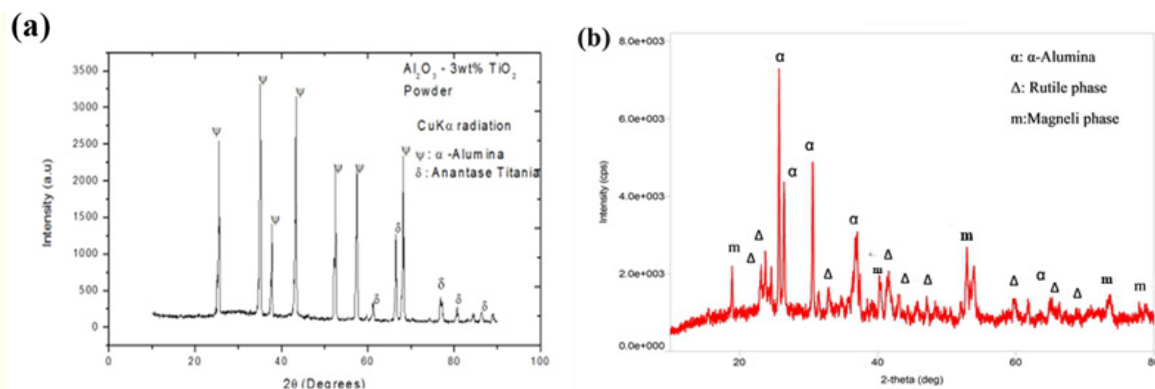 (a)
Al₂O₃ - 3wt% TiO₂
Powder
CuKα radiation
ψ : α -Alumina
δ : Anantase Titania
ψ
ψ
ψ
ψ
ψ
ψ
ψ
ψ
δ
δ
δ
δ
δ
3500
3000
2500
2000
1500
1000
500
0
Intensity (a.u)
0 20 40 60 80 100
2θ (Degrees)
(b)
α: α-Alumina
Δ: Rutile phase
m:Magneli phase
α
α
α
α
m
Δ
Δ
Δ
m
Δ
Δ
Δ
m
Δ
α
Δ
Δ
m
m
8.0e+003
6.0e+003
4.0e+003
2.0e+003
0.0e+000
Intensity (cps)
20 40 60 80
2-theta (deg)